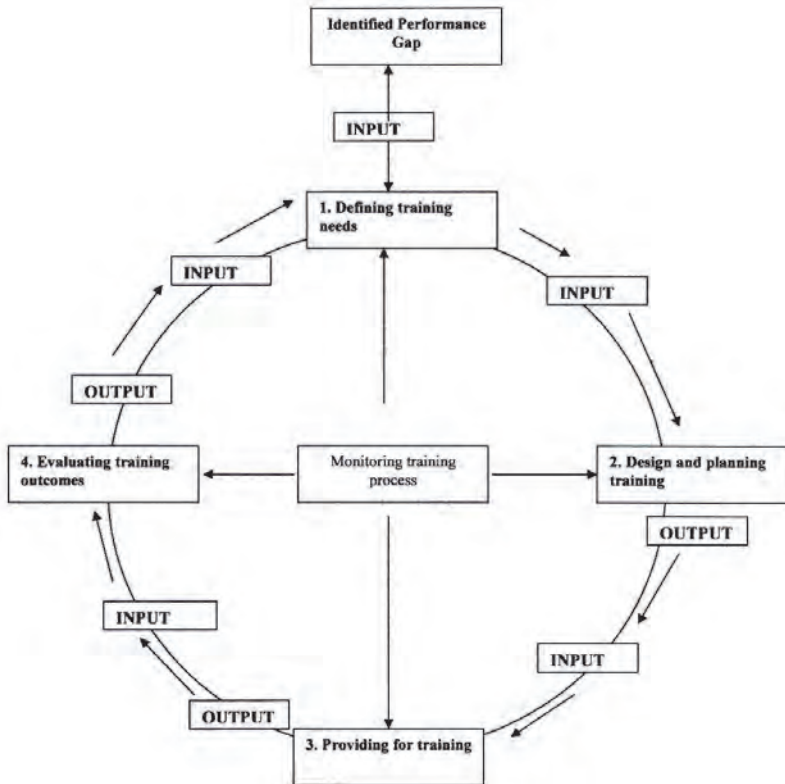 Identified Performance
Gap
INPUT
1. Defining training
needs
INPUT
INPUT
OUTPUT
4. Evaluating training
outcomes
Monitoring training
process
2. Design and planning
training
OUTPUT
INPUT
INPUT
OUTPUT
3. Providing for training